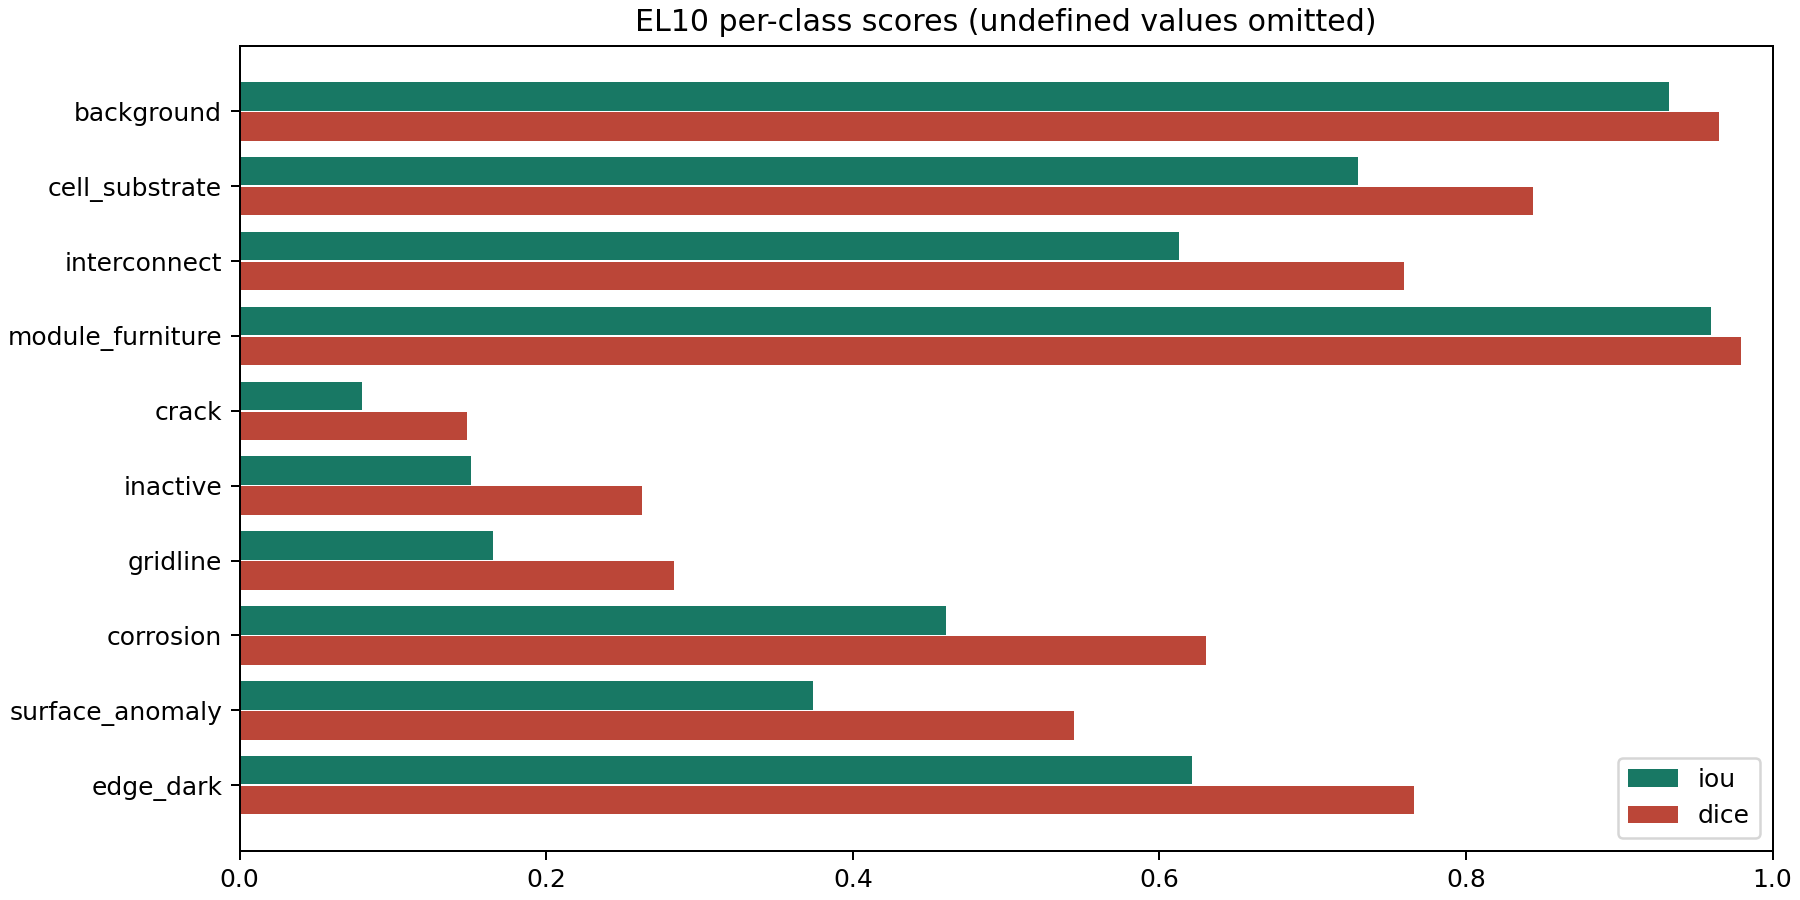 EL10 per-class scores (undefined values omitted)
background
cell_substrate
interconnect
module_furniture
crack
inactive
gridline
corrosion
surface_anomaly
edge_dark
iou
dice
0.0 0.2 0.4 0.6 0.8 1.0